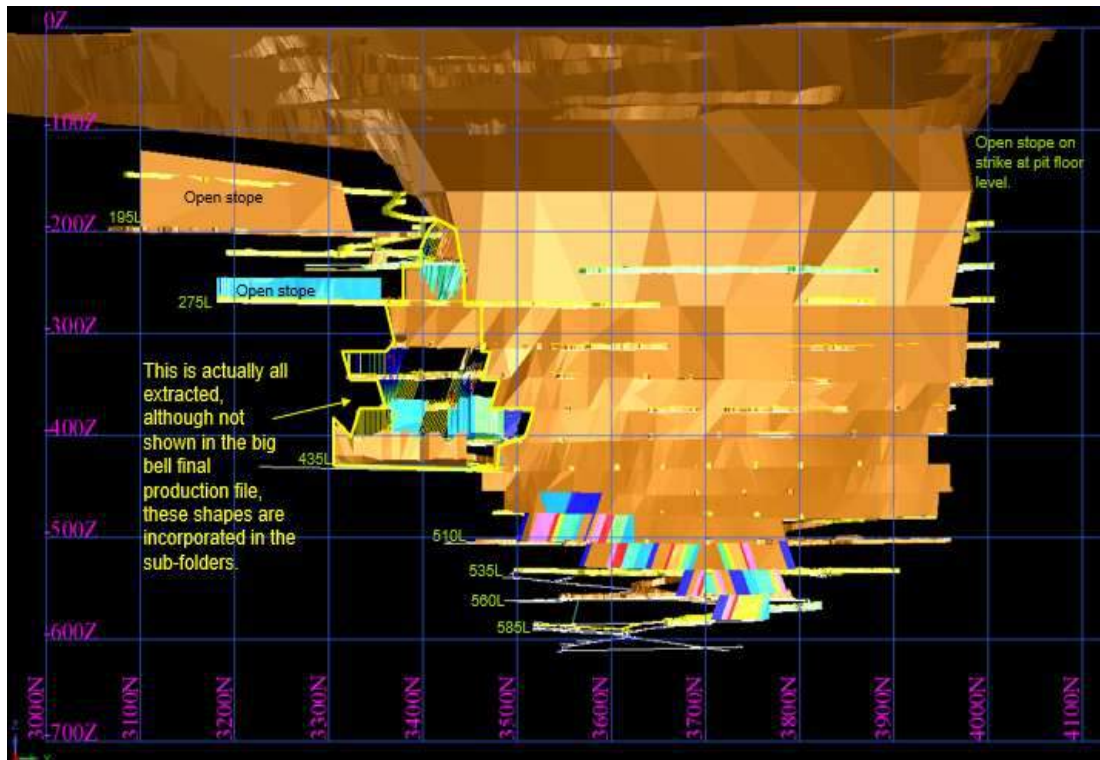 0Z
-100Z
Open stope on
strike at pit floor
level.
Open stope
195L
-200Z
Open stope
275L
-300Z
This is actually all
extracted,
although not
shown in the big
bell final
production file,
these shapes are
incorporated in the
sub-folders.
-400Z
435L
-500Z
510L
535L
560L
585L
-600Z
3000N
3100N
3200N
3300N
3400N
3500N
3600N
3700N
3800N
3900N
4000N
4100N
-700Z